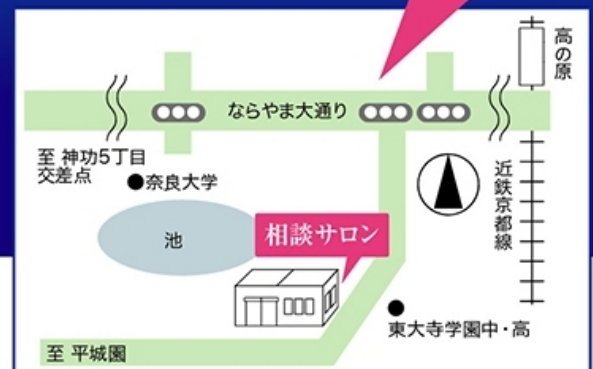 高の原
ならやま大通り
至 神功5丁目
交差点
奈良大学
近鉄京都線
池
相談サロン
東大寺学園中・高
至 平城園